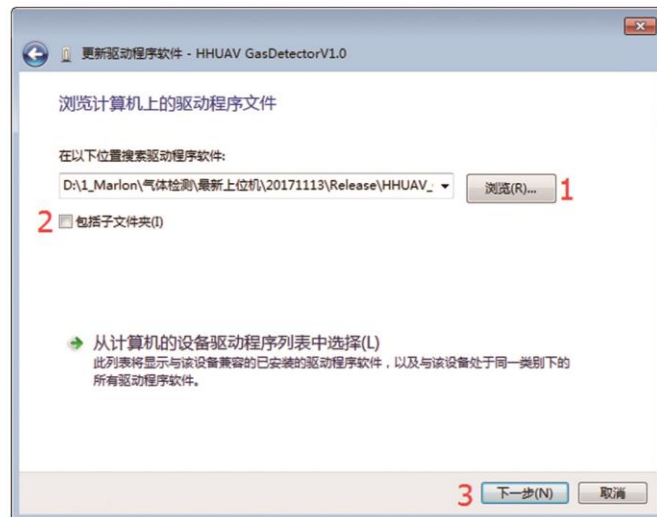 更新驱动程序软件 - HHUAV GasDetectorV1.0
浏览计算机上的驱动程序文件
在以下位置搜索驱动程序软件:
D:\1_Marlon\气体检测\最新上位机\20171113\Release\HHUAV_
浏览(R)...
1
2
包括子文件夹(I)
从计算机的设备驱动程序列表中选择(L)
此列表将显示与该设备兼容的已安装的驱动程序软件，以及与该设备处于同一类别下的
所有驱动程序软件。
3
下一步(N)
取消